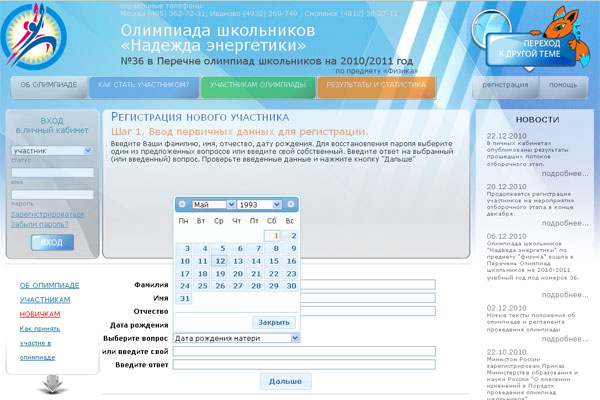 справочные телефоны:
Москва (495) 362-72-31; Иваново (4932) 269-749 ; Смоленск (4812) 38-37-11
Олимпиада школьников
«Надежда энергетики»
№36 в Перечне олимпиад школьников на 2010/2011 год
по предмету «Физика»
ПЕРЕХОД
К ДРУГОЙ ТЕМЕ
ОБ ОЛИМПИАДЕ
КАК СТАТЬ УЧАСТНИКОМ?
УЧАСТНИКАМ ОЛИМПИАДЫ
РЕЗУЛЬТАТЫ И СТАТИСТИКА
регистрация
помощь
ВХОД
в личный кабинет
участник
статус
имя
пароль
Зарегистрироваться
Забыли пароль?
ВХОД
ОБ ОЛИМПИАДЕ
УЧАСТНИКАМ
НОВИЧКАМ
Как принять
участие в
олимпиаде
Регистрация нового участника
Шаг 1. Ввод первичных данных для регистрации.
Введите Ваши фамилию, имя, отчество, дату рождения. Для восстановления пароля выберите
один из предложенных вопросов или введите свой собственный. Введите ответ на выбранный
(или введенный) вопрос. Проверьте введенные данные и нажмите кнопку "Дальше"
Май 1993
Пн Вт Ср Чт Пт Сб Вс
1 2
3 4 5 6 7 8 9
10 11 12 13 14 15 16
17 18 19 20 21 22 23
24 25 26 27 28 29 30
31
Закрыть
Фамилия
Имя
Отчество
Дата рождения
Выберите вопрос Дата рождения матери
или введите свой
Введите ответ
Дальше
НОВОСТИ
22.12.2010
В личных кабинетах
опубликованы результаты
прошедших потоков
отборочного этап.
подробнее...
20.12.2010
Продолжается регистрация
участников на мероприятия
отборочного этапа в конце
декабря
подробнее...
06.12.2010
Олимпиада школьников
"Надежда энергетики" по
предмету "физика" вошла в
Перечень Олимпиад
школьников на 2010-2011
учебный год под номером 36.
подробнее...
02.12.2010
Новые тексты положения об
олимпиаде и регламента
проведения олимпиады
подробнее...
22.10.2010
Минюстом России
зарегистрирован Приказ
Министерства образования и
науки России "О внесении
изменений в Порядок
проведения олимпиад
школьников"